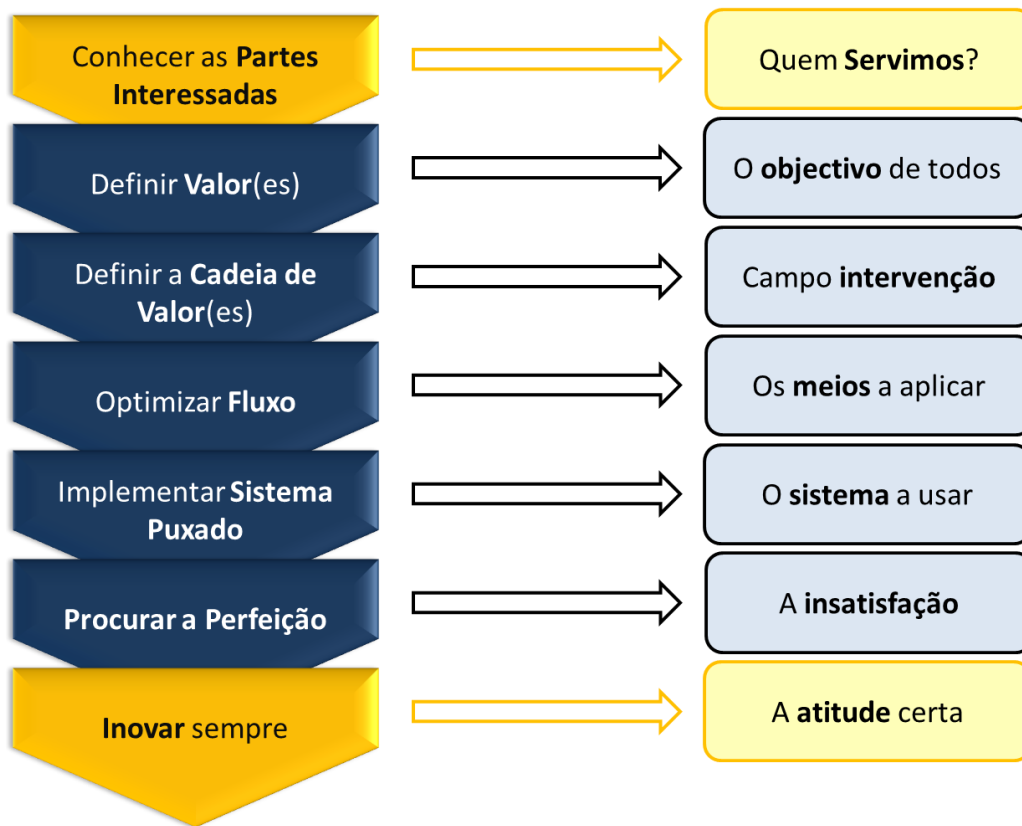 Conhecer as Partes
Interessadas
Quem Servimos?
Definir Valor(es)
O objectivo de todos
Definir a Cadeia de
Valor(es)
Campo intervenção
Optimizar Fluxo
Os meios a aplicar
Implementar Sistema
Puxado
O sistema a usar
Procurar a Perfeição
A insatisfação
Inovar sempre
A atitude certa